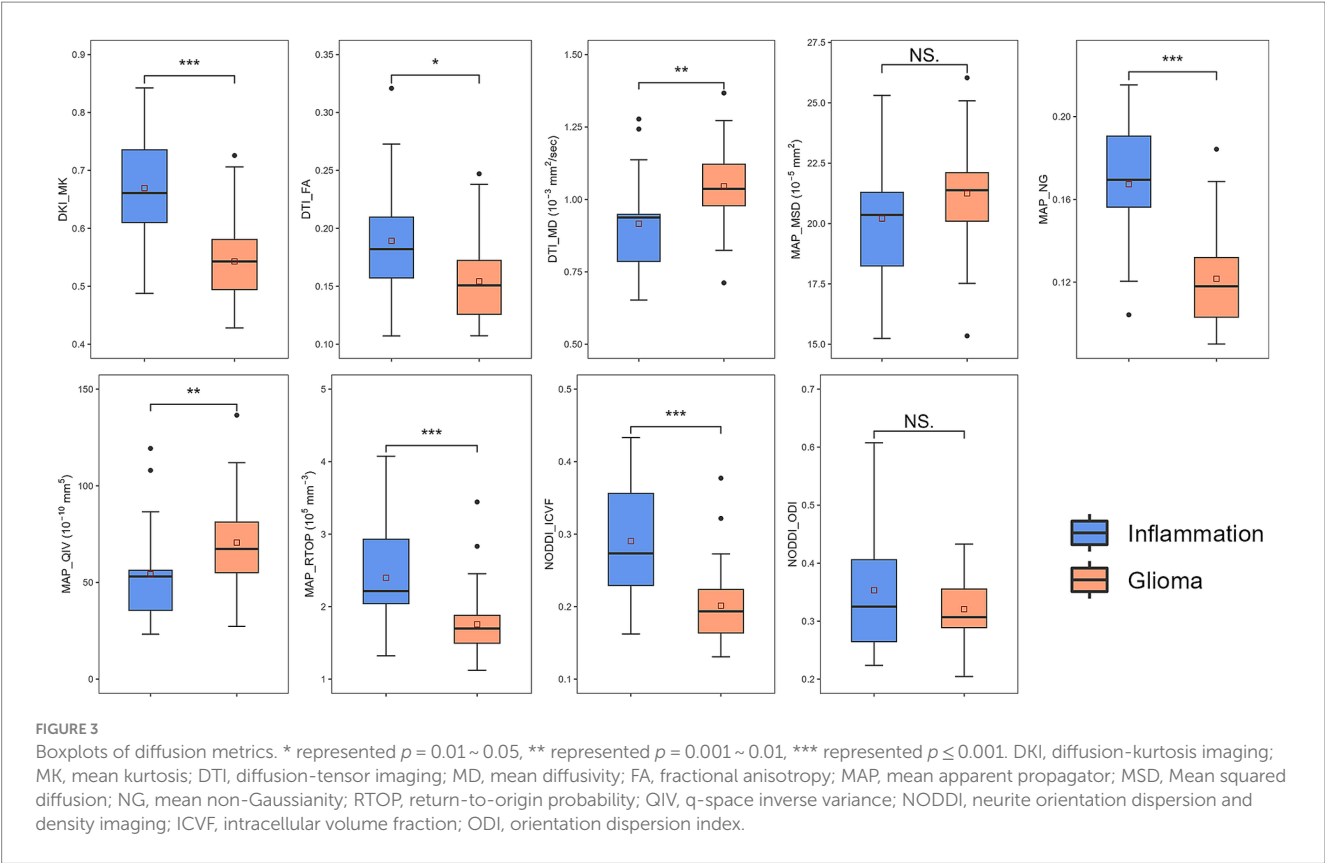 DKI_MK
0.9
0.8
0.7
0.6
0.5
0.4
***
DTI_FA
0.35
0.30
0.25
0.20
0.15
0.10
*
DTI_MD (10⁻³ mm²/sec)
1.50
1.25
1.00
0.75
0.50
**
MAP_MSD (10⁻⁵ mm²)
27.5
25.0
22.5
20.0
17.5
15.0
NS.
MAP_NG
0.20
0.16
0.12
***
MAP_QIV (10⁻¹⁰ mm⁵)
150
100
50
0
**
MAP_RTOP (10⁵ mm⁻³)
5
4
3
2
1
***
NODDI_ICVF
0.5
0.4
0.3
0.2
0.1
***
NODDI_ODI
0.7
0.6
0.5
0.4
0.3
0.2
NS.
Inflammation
Glioma
FIGURE 3
Boxplots of diffusion metrics. * represented p = 0.01 ~ 0.05, ** represented p = 0.001 ~ 0.01, *** represented p ≤ 0.001. DKI, diffusion-kurtosis imaging;
MK, mean kurtosis; DTI, diffusion-tensor imaging; MD, mean diffusivity; FA, fractional anisotropy; MAP, mean apparent propagator; MSD, Mean squared
diffusion; NG, mean non-Gaussianity; RTOP, return-to-origin probability; QIV, q-space inverse variance; NODDI, neurite orientation dispersion and
density imaging; ICVF, intracellular volume fraction; ODI, orientation dispersion index.